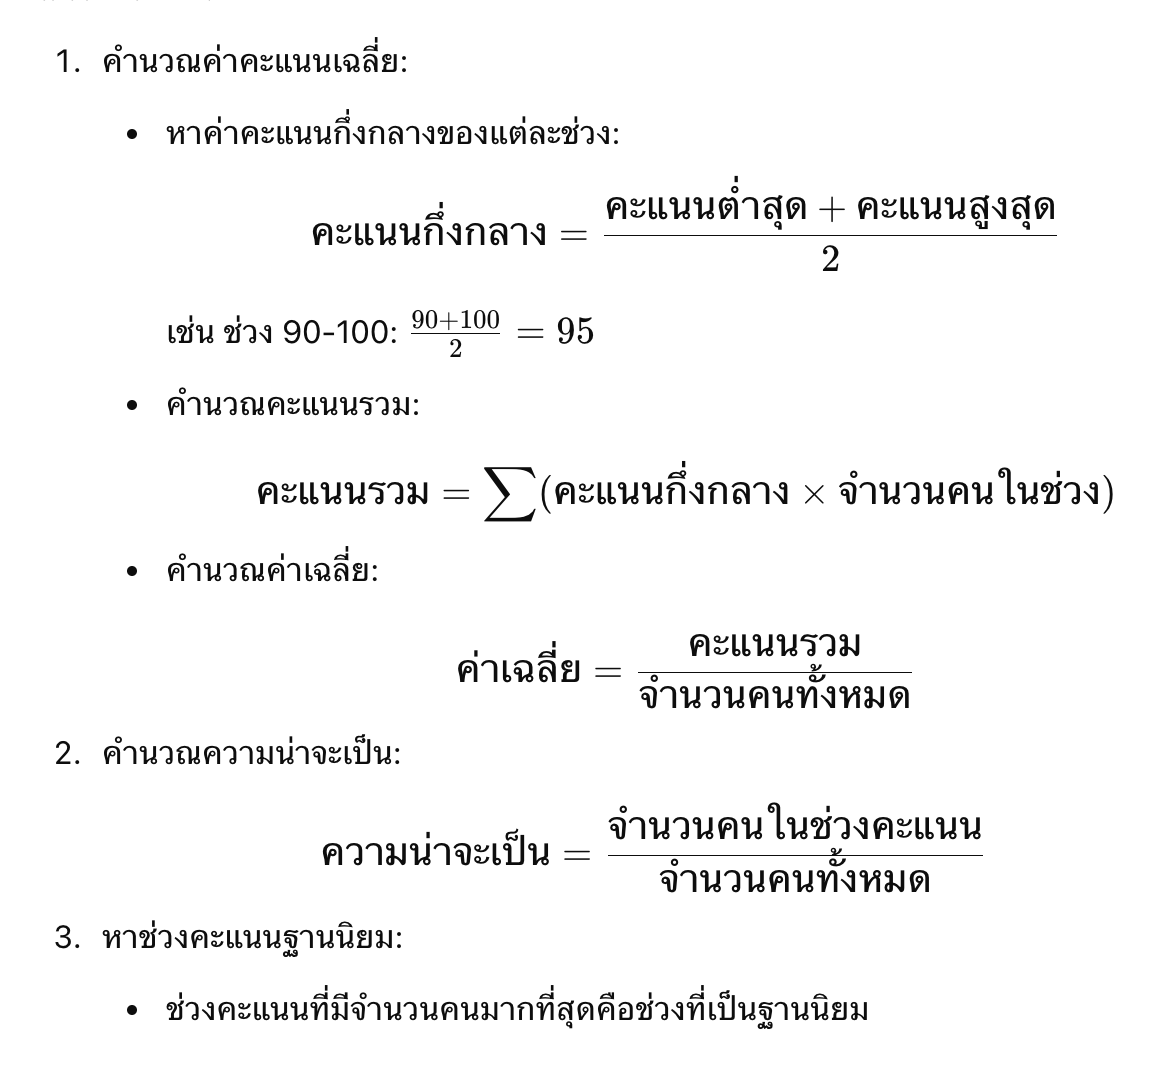 1. คำนวณค่าคะแนนเฉลี่ย:
• หาค่าคะแนนกึ่งกลางของแต่ละช่วง:
คะแนนกึ่งกลาง = (คะแนนต่ำสุด + คะแนนสูงสุด) / 2
เช่น ช่วง 90-100: (90+100)/2 = 95
• คำนวณคะแนนรวม:
คะแนนรวม = ∑(คะแนนกึ่งกลาง × จำนวนคนในช่วง)
• คำนวณค่าเฉลี่ย:
ค่าเฉลี่ย = คะแนนรวม / จำนวนคนทั้งหมด
2. คำนวณความน่าจะเป็น:
ความน่าจะเป็น = จำนวนคนในช่วงคะแนน / จำนวนคนทั้งหมด
3. หาช่วงคะแนนฐานนิยม:
• ช่วงคะแนนที่มีจำนวนคนมากที่สุดคือช่วงที่เป็นฐานนิยม